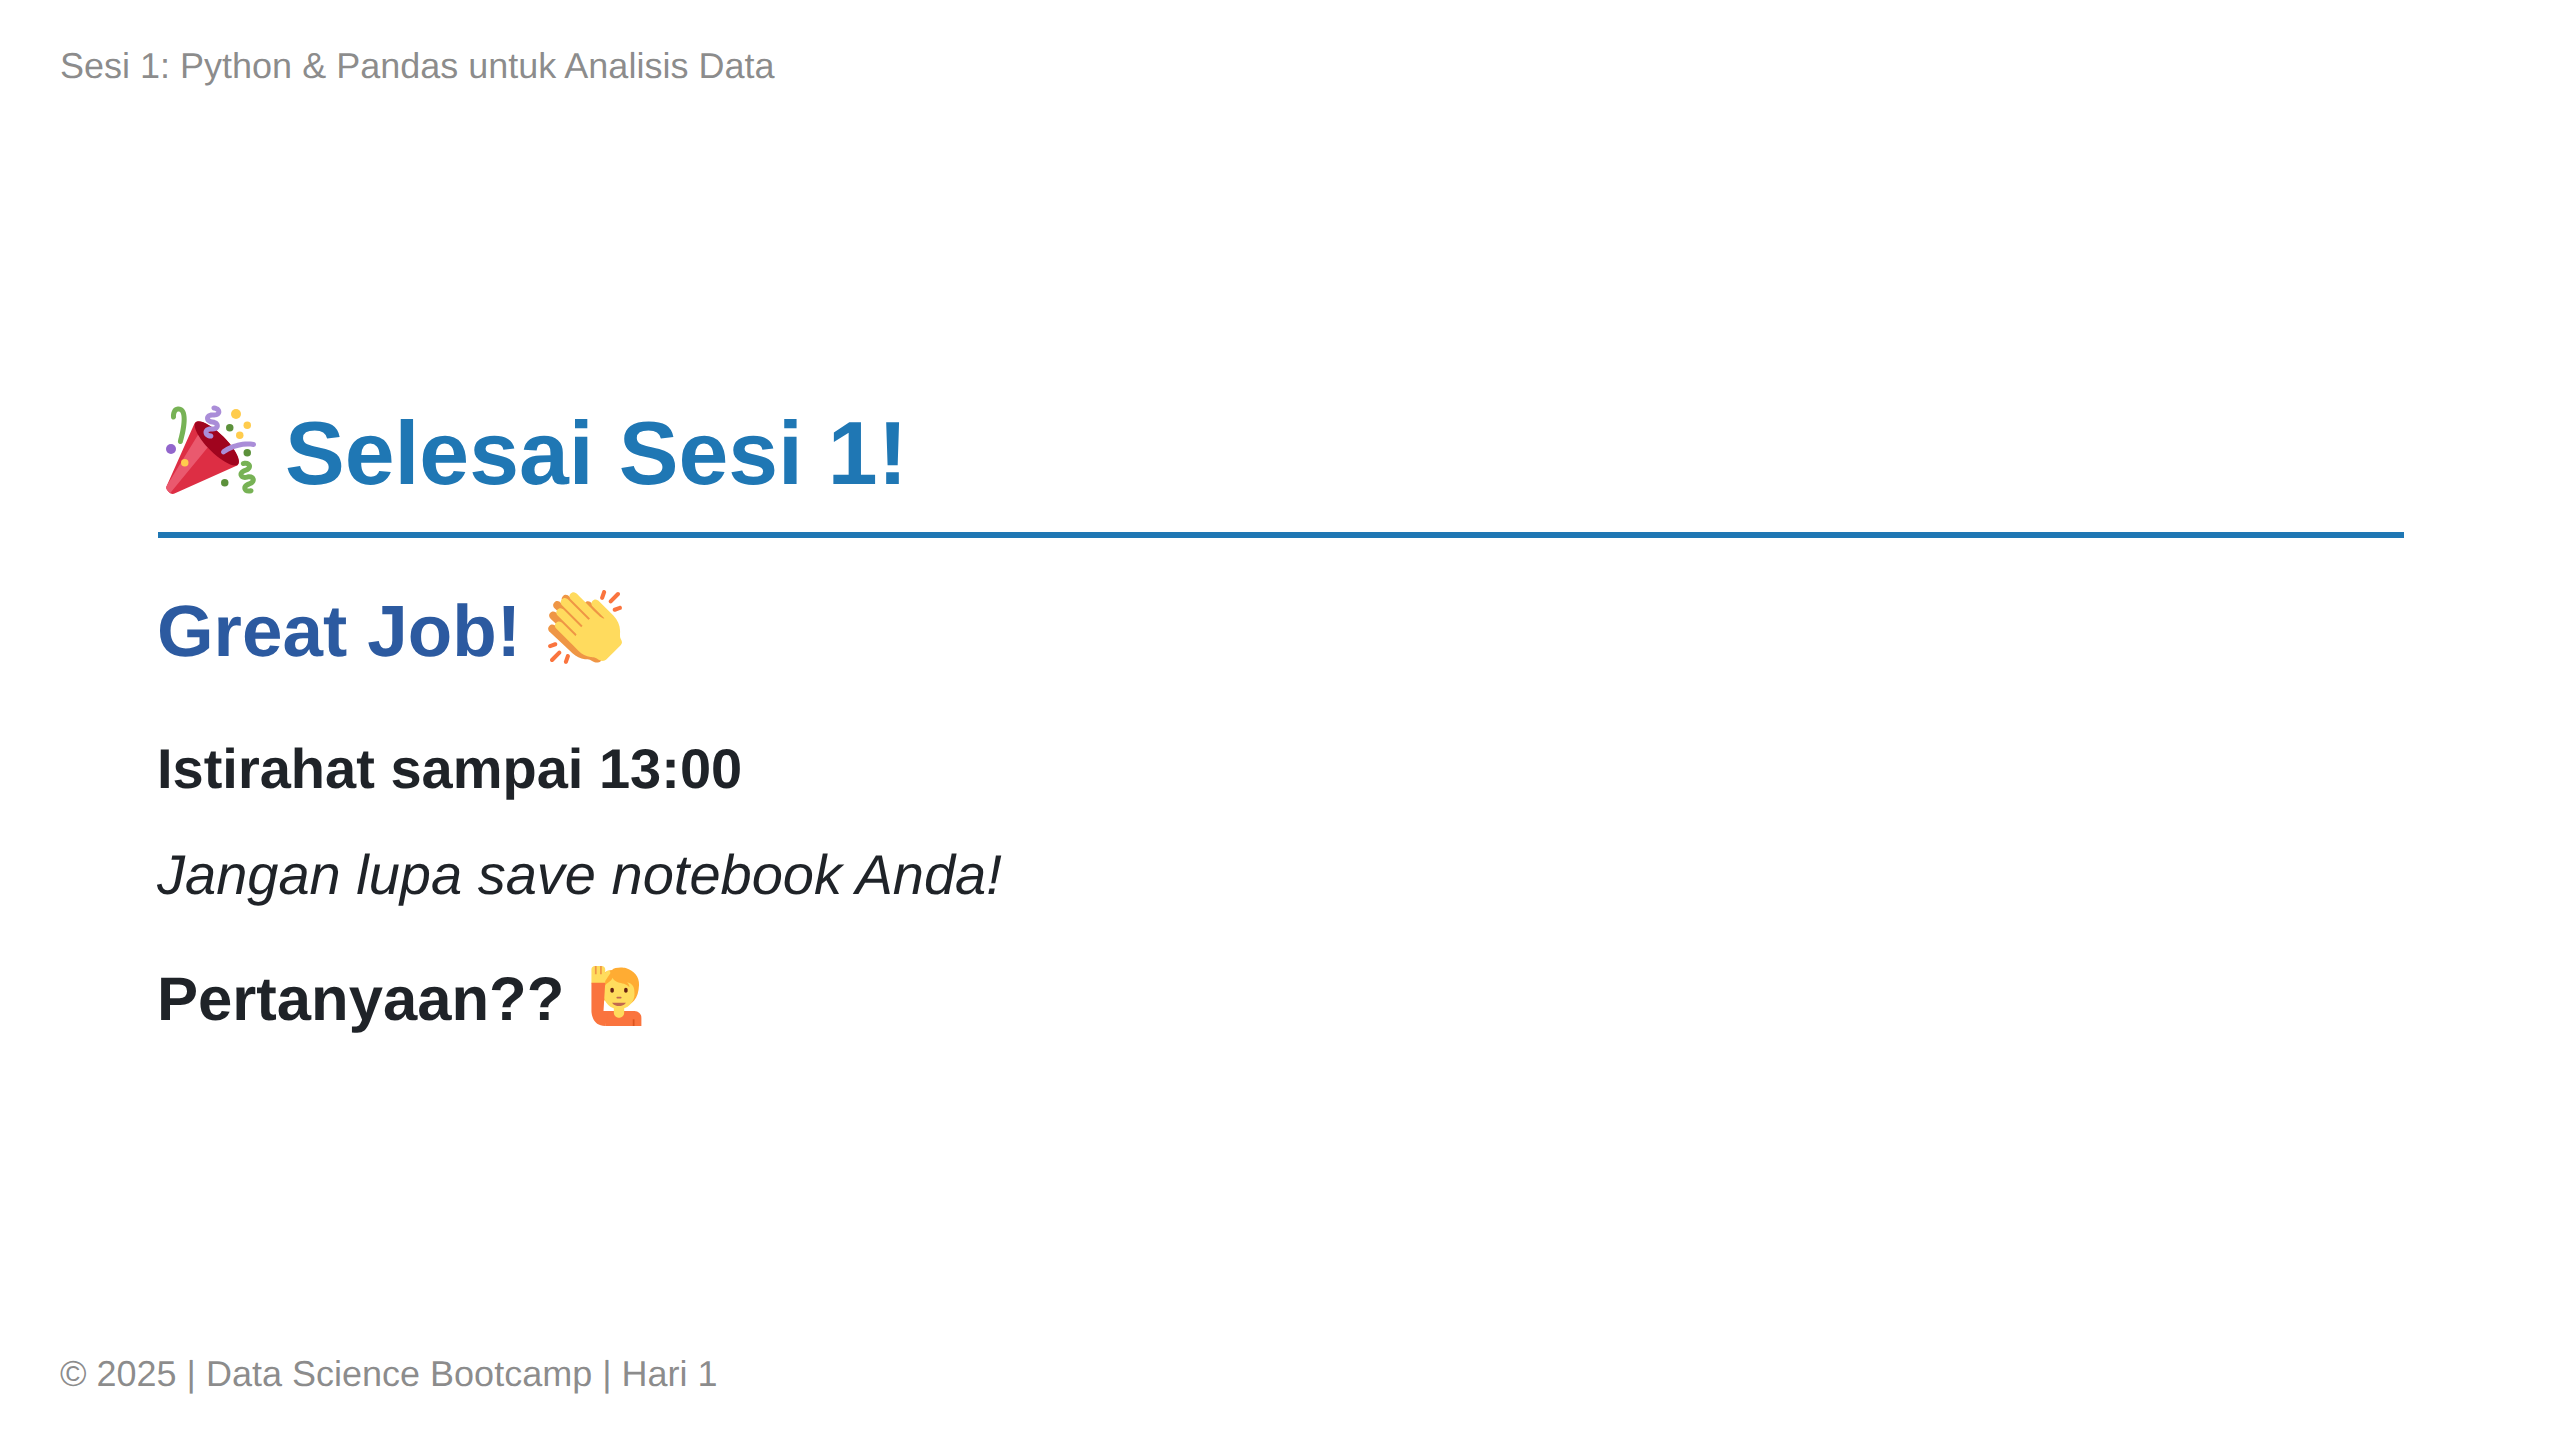 Sesi 1: Python & Pandas untuk Analisis Data
🎉 Selesai Sesi 1!
Great Job! 👏
Istirahat sampai 13:00
Jangan lupa save notebook Anda!
Pertanyaan?? 🙋
© 2025 | Data Science Bootcamp | Hari 1